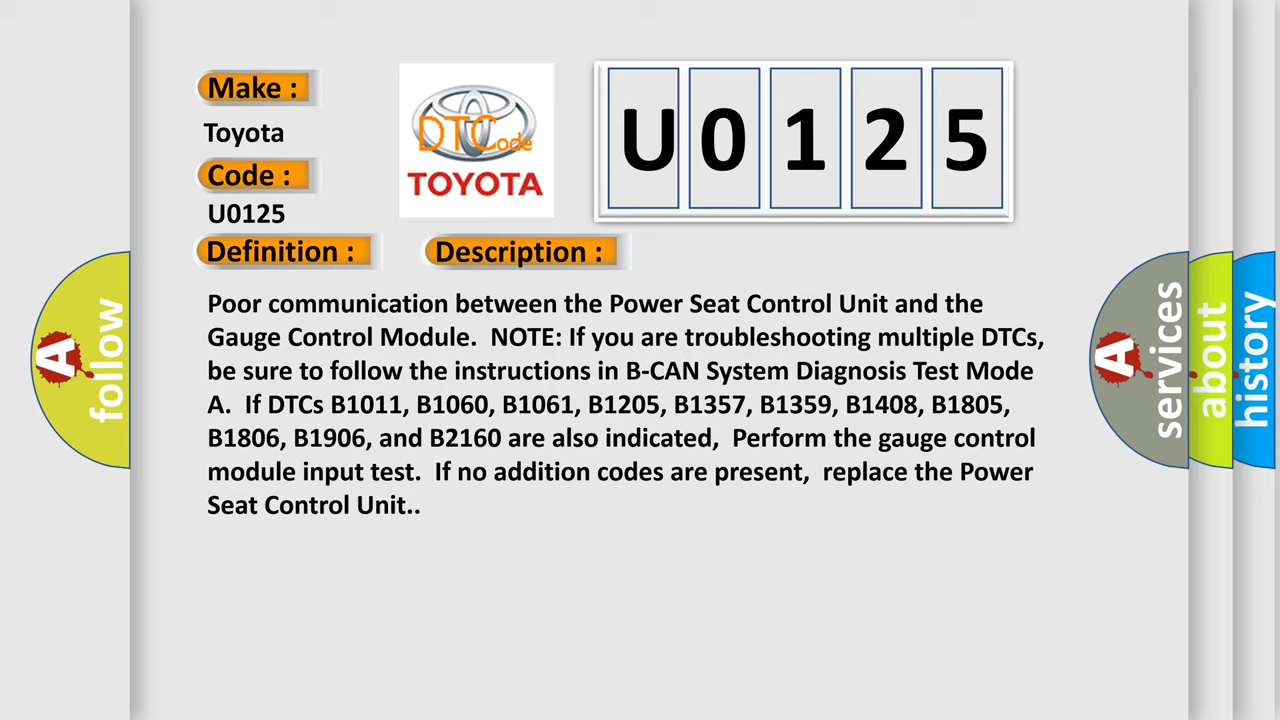 Make :
Toyota
Code :
U0125
Definition :
Description :
DTCode
TOYOTA
U0125
Poor communication between the Power Seat Control Unit and the
Gauge Control Module  NOTE: If you are troubleshooting multiple DTCs,
be sure to follow the instructions in B-CAN System Diagnosis Test Mode
A  If DTCs B1011, B1060, B1061, B1205, B1357, B1359, B1408, B1805,
B1806, B1906, and B2160 are also indicated,  Perform the gauge control
module input test  If no addition codes are present,  replace the Power
Seat Control Unit..
A
follow
A
services
about
history